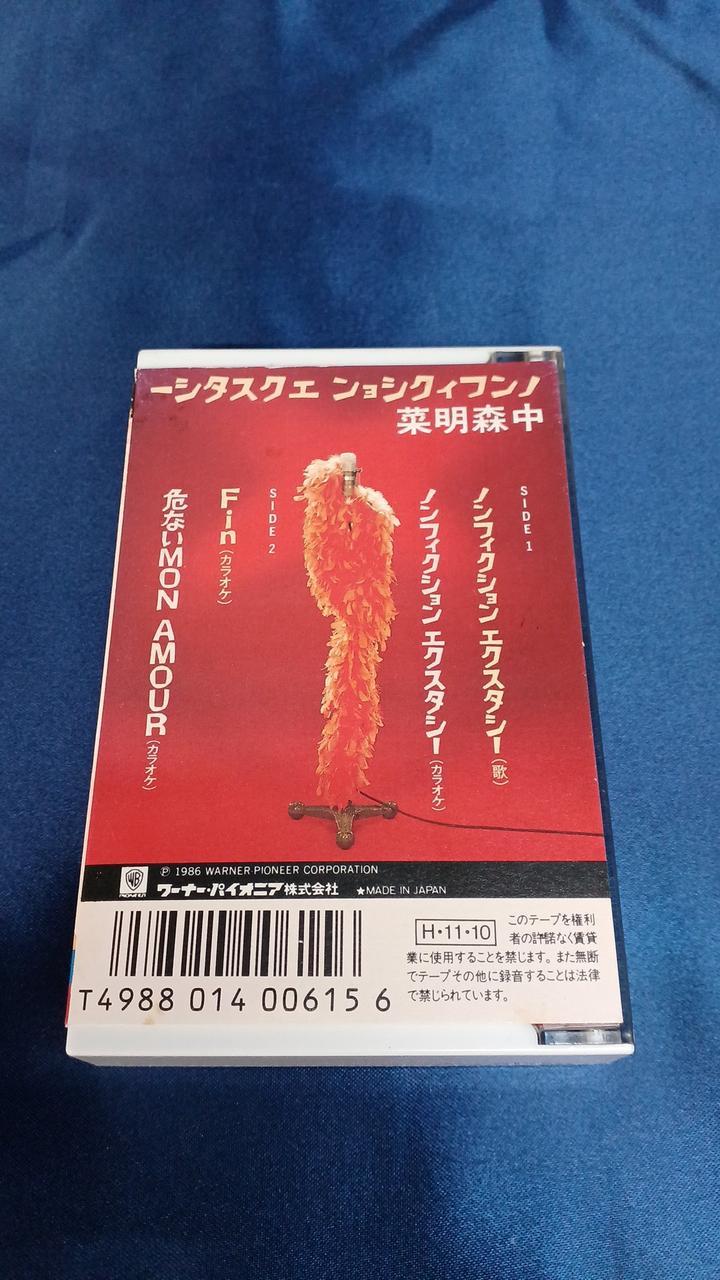 ノンフィクション エクスタシー
中森明菜
SIDE 1
ノンフィクション エクスタシー(歌)
ノンフィクション エクスタシー(カラオケ)
SIDE 2
Fin(カラオケ)
危ないMON AMOUR(カラオケ)
WB
PIONEER
Ⓟ 1986 WARNER PIONEER CORPORATION
ワーナー・パイオニア株式会社 ★MADE IN JAPAN
T4988 014 00615 6
H・11・10
このテープを権利
者の許諾なく賃貸
業に使用することを禁じます。また無断
でテープその他に録音することは法律
で禁じられています。